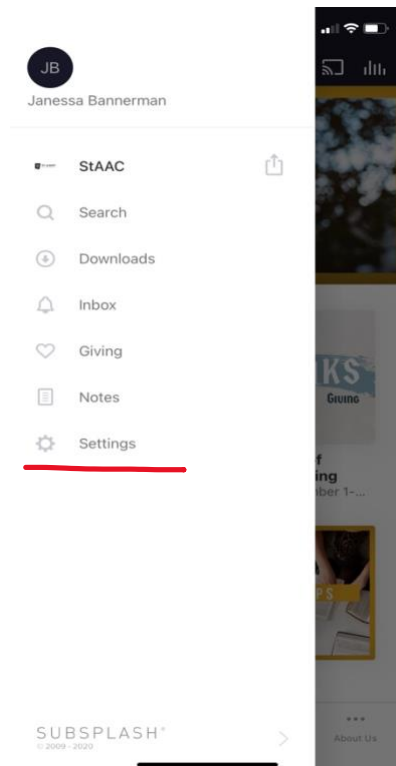 JB
Janessa Bannerman
StAAC
Search
Downloads
Inbox
Giving
Notes
Settings
SUBSPLASH®
© 2009 - 2020
KS
GIVING
f
ing
ber 1-...
PS
About Us